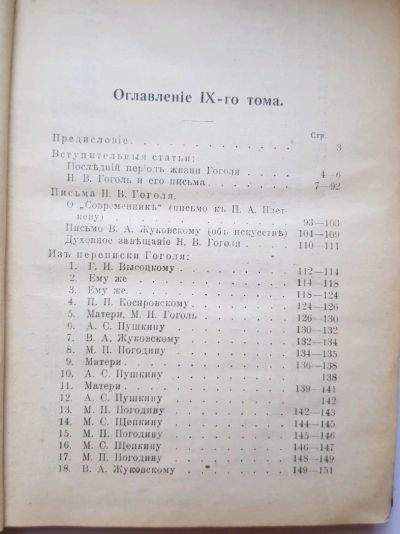 Оглавленіе IX-го тома.
Стр.
Предисловіе. 3
Вступительныя статьи:
Послѣдній періодъ жизни Гоголя . . . . 4—6
Н. В. Гоголь и его письма . . . . . . . 7—92
Письма Н. В. Гоголя.
О „Современникѣ" (письмо къ П. А. Плет-
неву) . . . . . . . . . . . . 93—103
Письмо В. А. Жуковскому (объ искусствѣ) 104—109
Духовное завѣщаніе Н. В. Гоголя . . . . 110—111
Изъ переписки Гоголя:
1. Г. И. Высоцкому . . . . . . . 112—114
2. Ему же . . . . . . . . . . 114—118
3. Ему же. . . . . . . . . . . 118—124
4. П. П. Косяровскому . . . . . . 124—126
5. Матери, М. И. Гоголь . . . . . . 126—130
6. А. С. Пушкину . . . . . . . . 130—132
7. В. А. Жуковскому . . . . . . . 132—134
8. М. П. Погодину . . . . . . . . 134—135
9. Матери . . . . . . . . . . 136—138
10. А. С. Пушкину . . . . . . . . 138
11. Матери. . . . . . . . . . . 139—141
12. А. С. Пушкину . . . . . . . . 142
13. М. П. Погодину . . . . . . . . 142—143
14. М. С. Щепкину . . . . . . . . 144—145
15. М. П. Погодину . . . . . . . . 145—146
16. М. С. Щепкину . . . . . . . . 146—147
17. М. П. Погодину . . . . . . . . 148—149
18. В. А. Жуковскому . . . . . . . 149—151